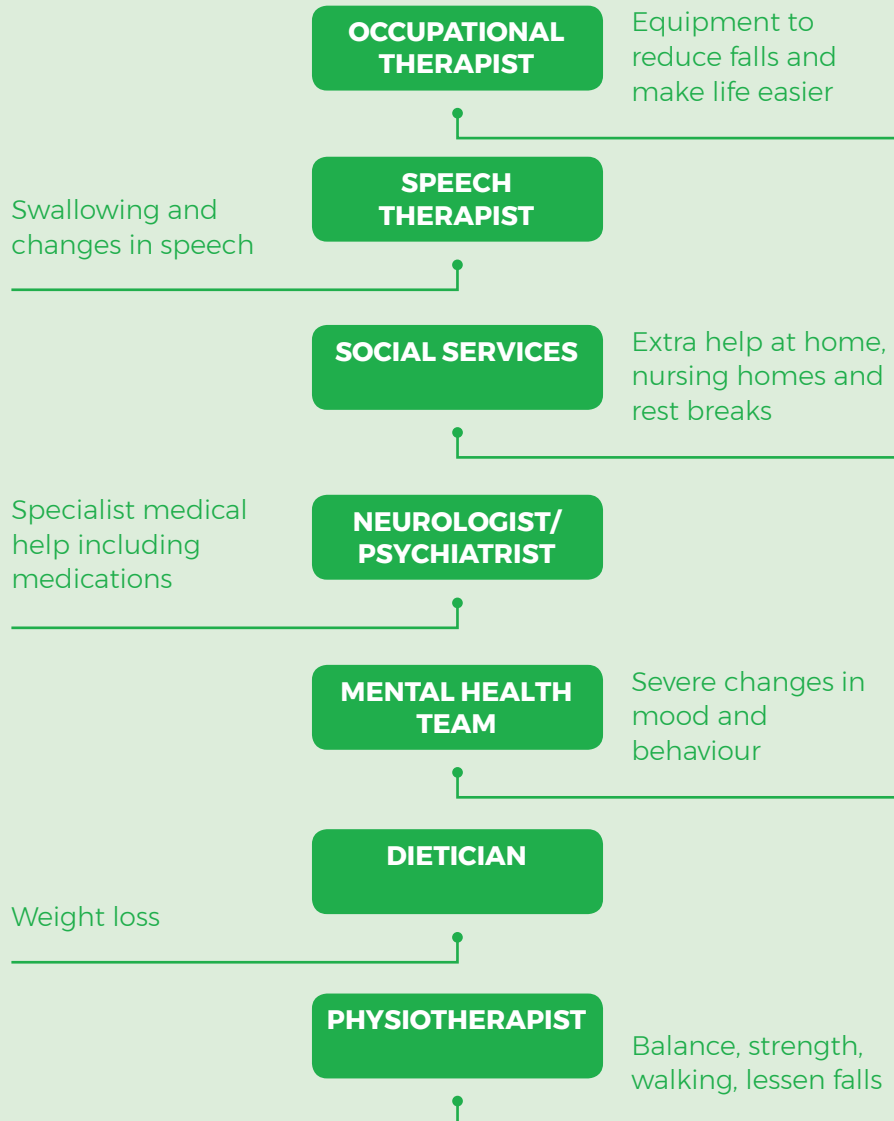 OCCUPATIONAL
THERAPIST
Equipment to
reduce falls and
make life easier
SPEECH
THERAPIST
Swallowing and
changes in speech
SOCIAL SERVICES
Extra help at home,
nursing homes and
rest breaks
NEUROLOGIST/
PSYCHIATRIST
Specialist medical
help including
medications
MENTAL HEALTH
TEAM
Severe changes in
mood and
behaviour
DIETICIAN
Weight loss
PHYSIOTHERAPIST
Balance, strength,
walking, lessen falls